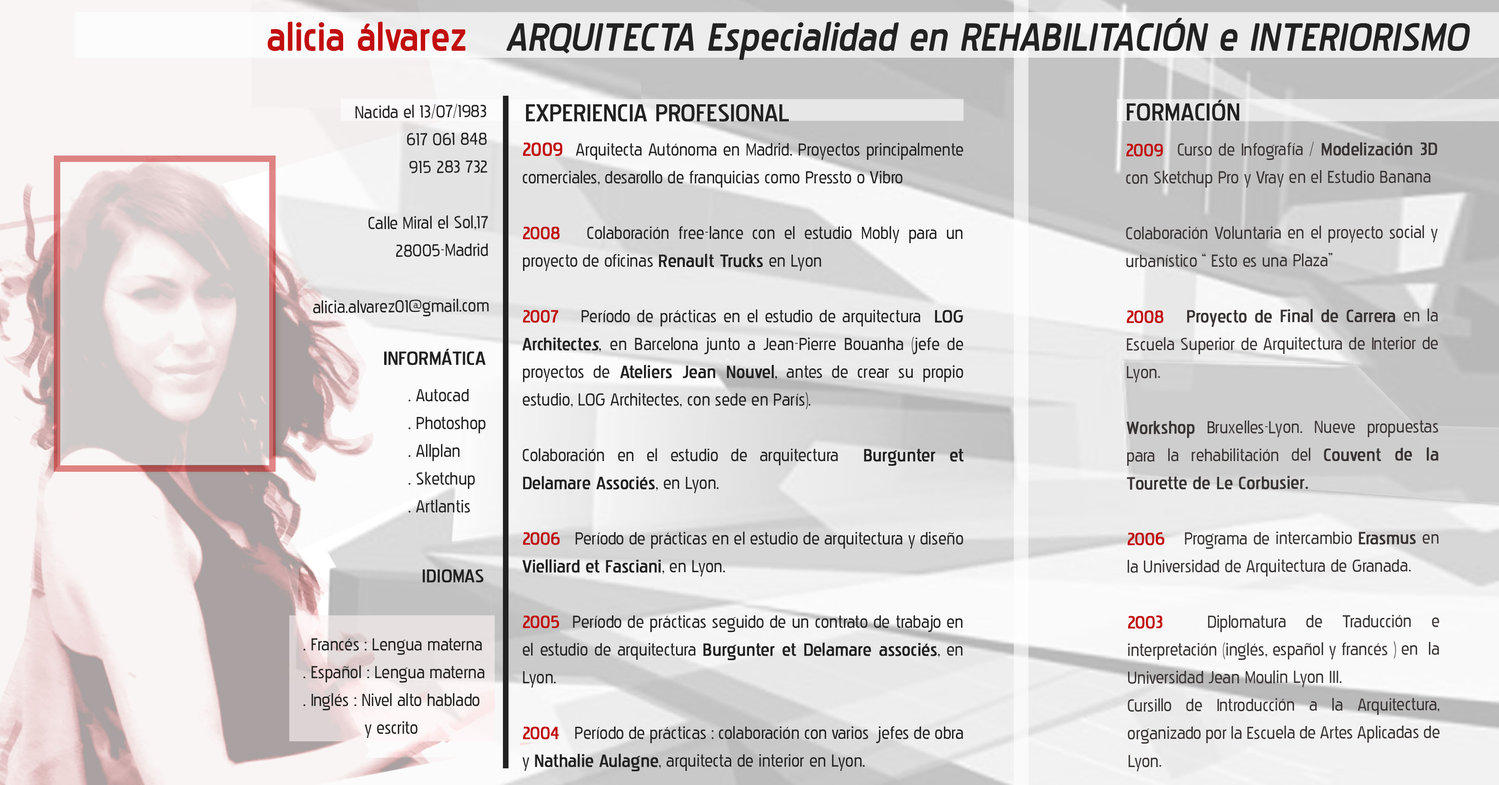 alicia álvarez ARQUITECTA Especialidad en REHABILITACIÓN e INTERIORISMO
Nacida el 13/07/1983
617 061 848
915 283 732
Calle Miral el Sol,17
28005-Madrid
alicia.alvarez01@gmail.com
INFORMÁTICA
. Autocad
. Photoshop
. Allplan
. Sketchup
. Artlantis
IDIOMAS
. Francés : Lengua materna
. Español : Lengua materna
. Inglés : Nivel alto hablado
y escrito
EXPERIENCIA PROFESIONAL
2009 Arquitecta Autónoma en Madrid. Proyectos principalmente
comerciales, desarollo de franquicias como Pressto o Vibro
2008 Colaboración free-lance con el estudio Mobly para un
proyecto de oficinas Renault Trucks en Lyon
2007 Período de prácticas en el estudio de arquitectura LOG
Architectes, en Barcelona junto a Jean-Pierre Bouanha (jefe de
proyectos de Ateliers Jean Nouvel, antes de crear su propio
estudio, LOG Architectes, con sede en París).
Colaboración en el estudio de arquitectura Burgunter et
Delamare Associés, en Lyon.
2006 Período de prácticas en el estudio de arquitectura y diseño
Vielliard et Fasciani, en Lyon.
2005 Período de prácticas seguido de un contrato de trabajo en
el estudio de arquitectura Burgunter et Delamare associés, en
Lyon.
2004 Período de prácticas : colaboración con varios jefes de obra
y Nathalie Aulagne, arquitecta de interior en Lyon.
FORMACIÓN
2009 Curso de Infografía / Modelización 3D
con Sketchup Pro y Vray en el Estudio Banana
Colaboración Voluntaria en el proyecto social y
urbanístico “ Esto es una Plaza”
2008 Proyecto de Final de Carrera en la
Escuela Superior de Arquitectura de Interior de
Lyon.
Workshop Bruxelles-Lyon. Nueve propuestas
para la rehabilitación del Couvent de la
Tourette de Le Corbusier.
2006 Programa de intercambio Erasmus en
la Universidad de Arquitectura de Granada.
2003 Diplomatura de Traducción e
interpretación (inglés, español y francés ) en la
Universidad Jean Moulin Lyon III.
Cursillo de Introducción a la Arquitectura,
organizado por la Escuela de Artes Aplicadas de
Lyon.